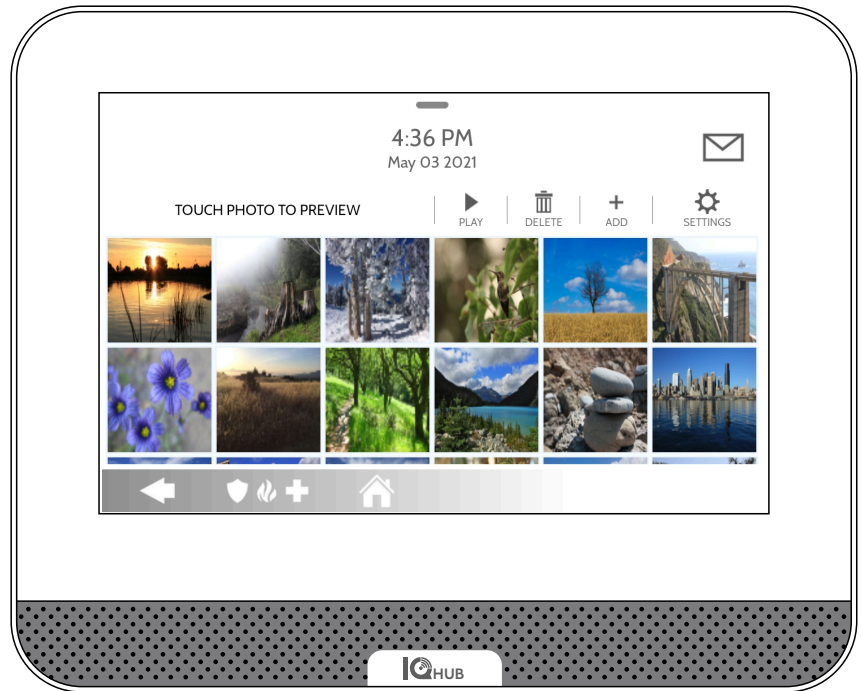 4:36 PM
May 03 2021
TOUCH PHOTO TO PREVIEW
PLAY
DELETE
ADD
SETTINGS
IQ HUB